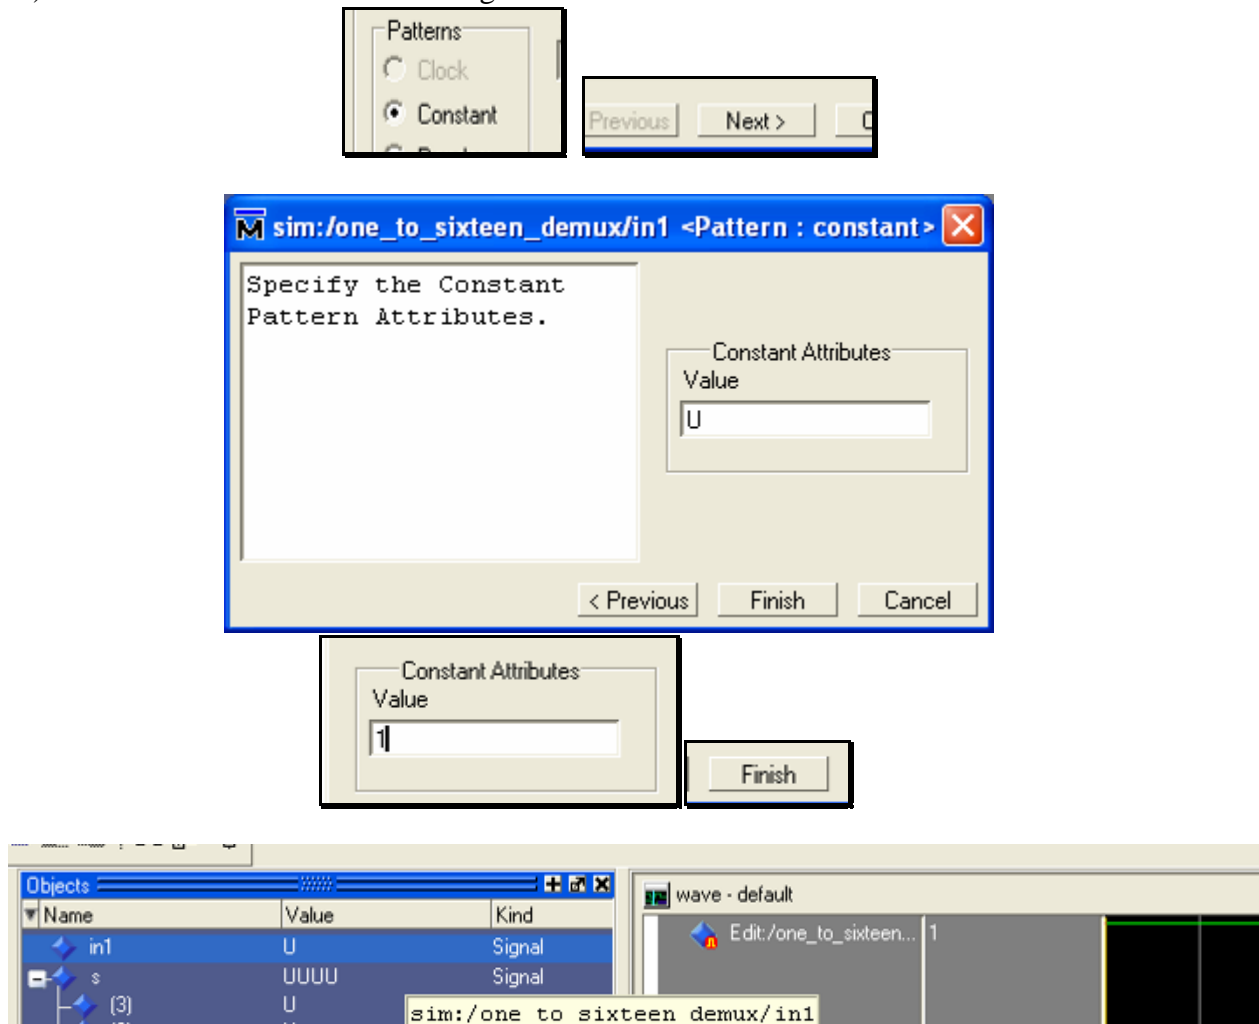 Patterns
Clock
Constant
Previous
Next >
sim:/one_to_sixteen_demux/in1 <Pattern : constant>
Specify the Constant
Pattern Attributes.
Constant Attributes
Value
U
< Previous
Finish
Cancel
Constant Attributes
Value
1
Finish
Objects
Name Value Kind
in1 U Signal
s UUUU Signal
(3) U
sim:/one_to_sixteen_demux/in1
wave - default
Edit:/one_to_sixteen... 1